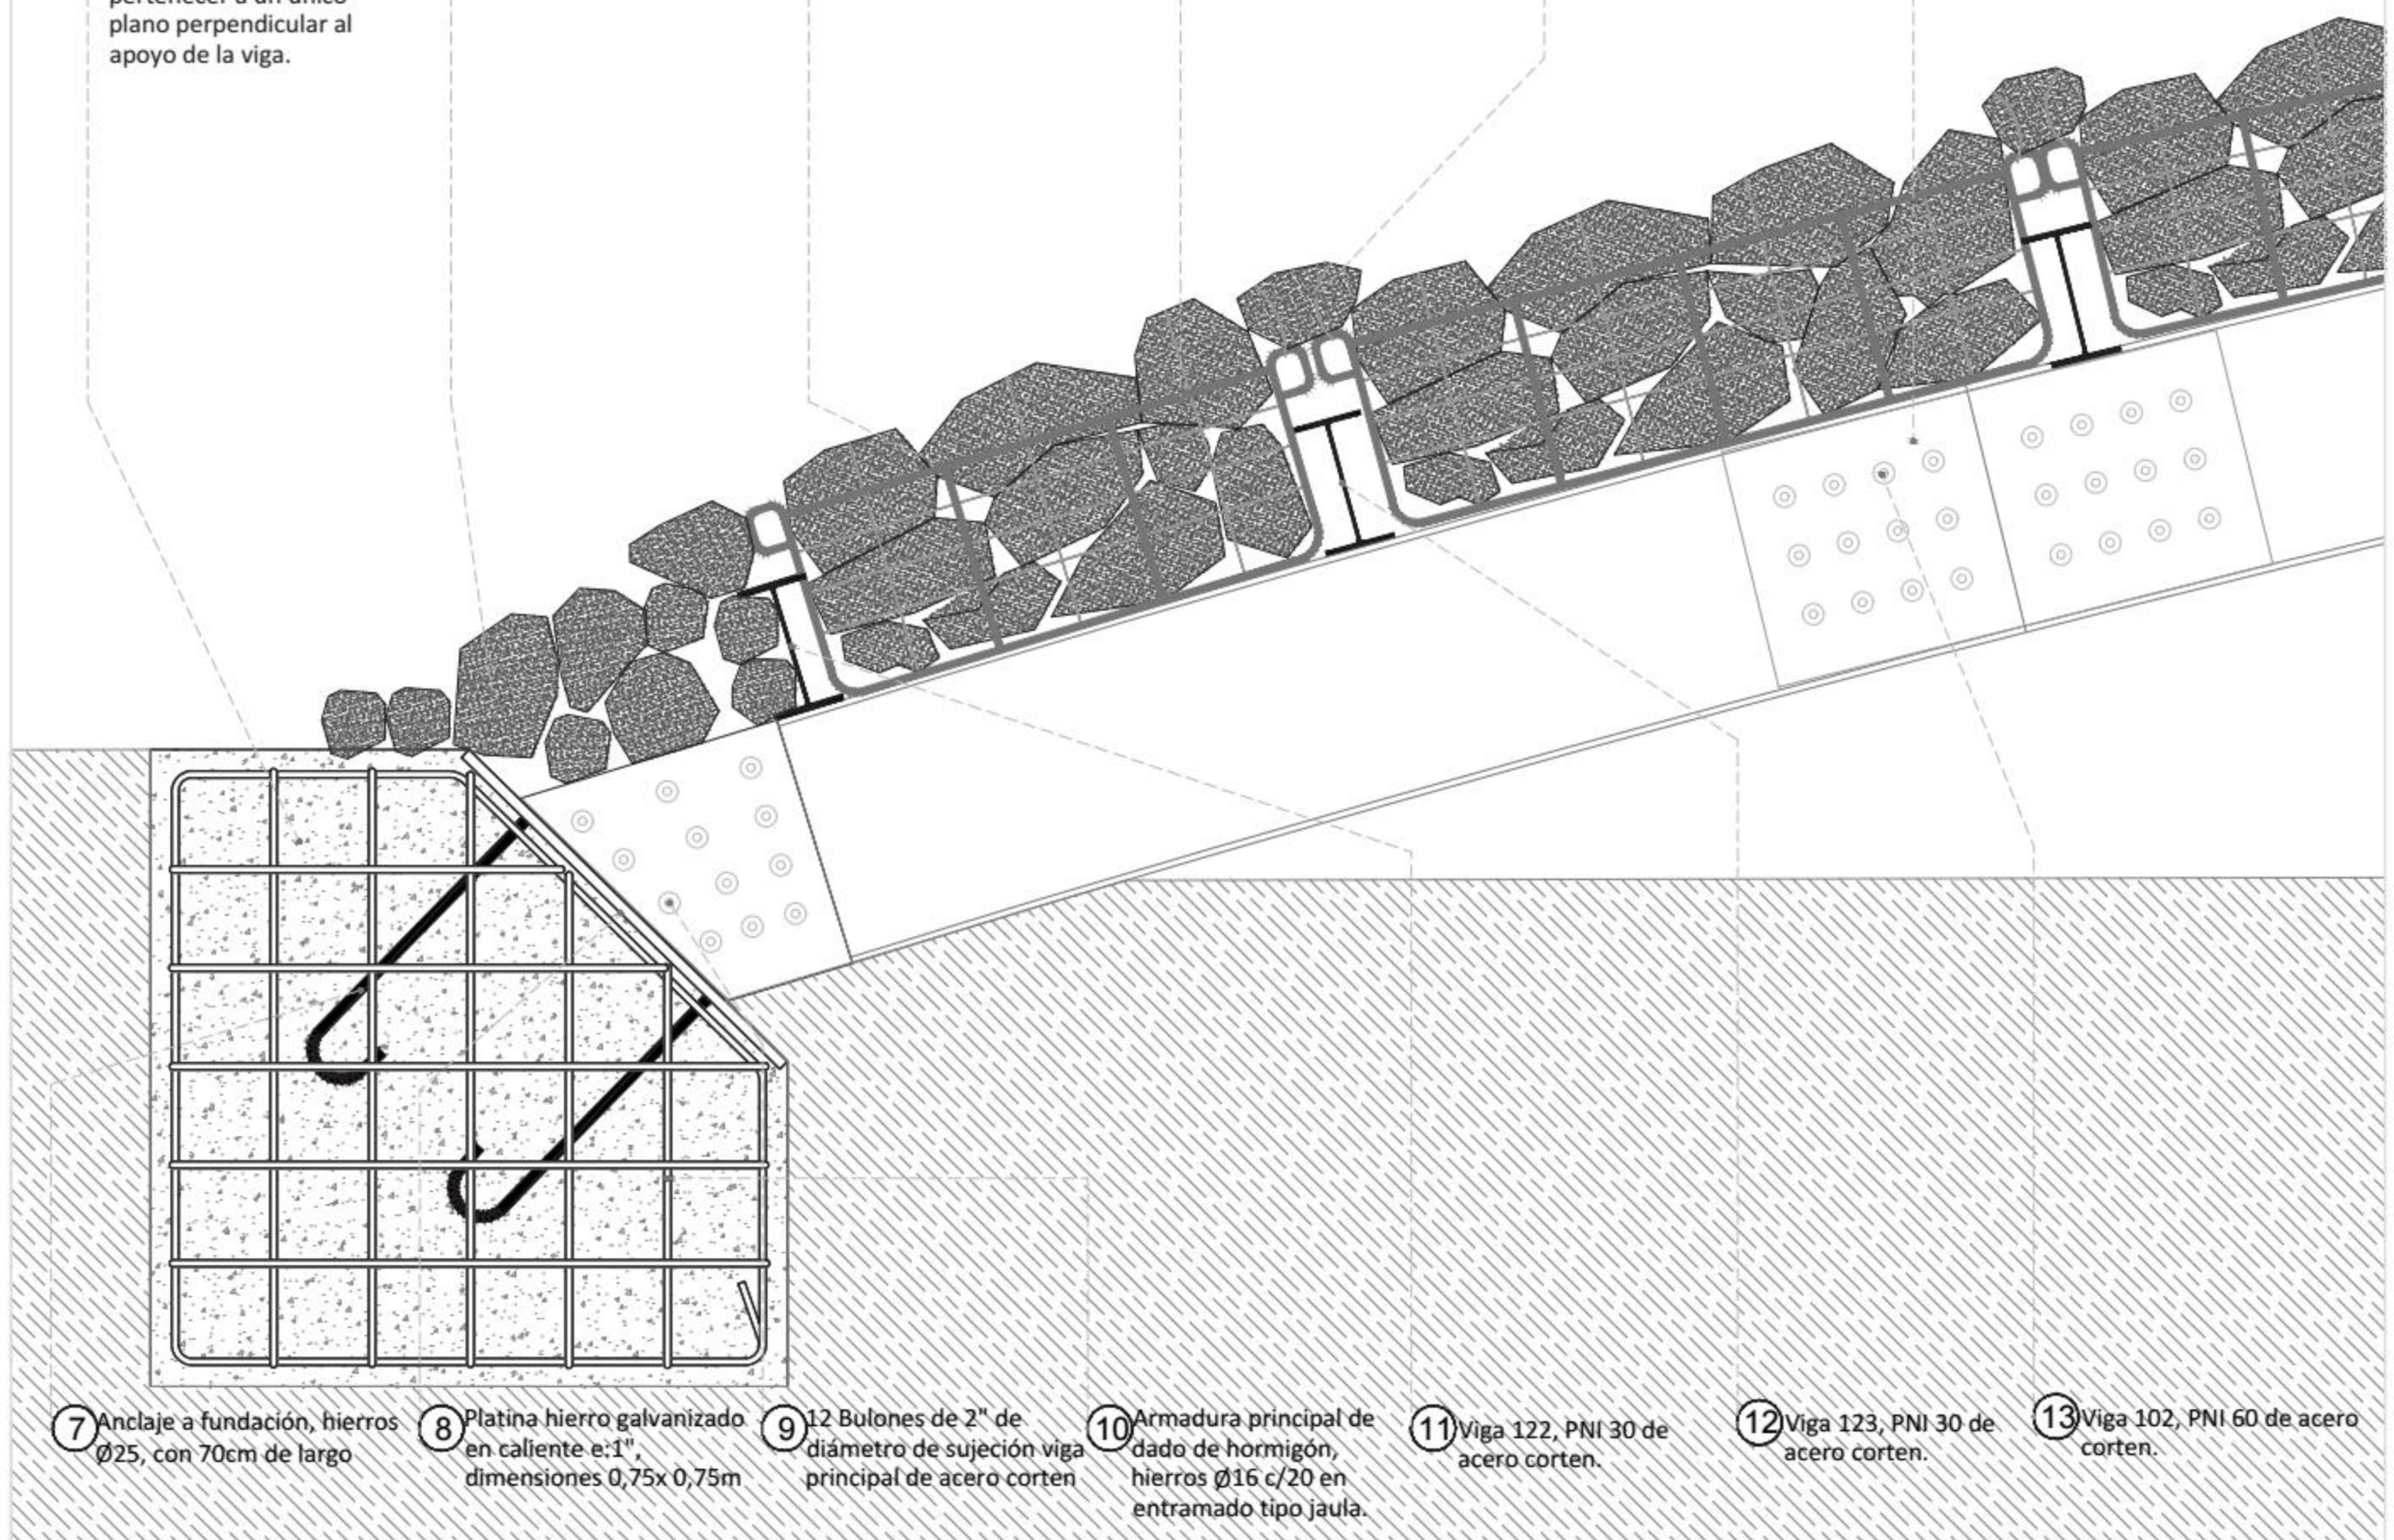 plano perpendicular al
apoyo de la viga.
7 Anclaje a fundación, hierros
Ø25, con 70cm de largo
8 Platina hierro galvanizado
en caliente e:1",
dimensiones 0,75x 0,75m
9 12 Bulones de 2" de
diámetro de sujeción viga
principal de acero corten
10 Armadura principal de
dado de hormigón,
hierros Ø16 c/20 en
entramado tipo jaula.
11 Viga 122, PNI 30 de
acero corten.
12 Viga 123, PNI 30 de
acero corten.
13 Viga 102, PNI 60 de acero
corten.